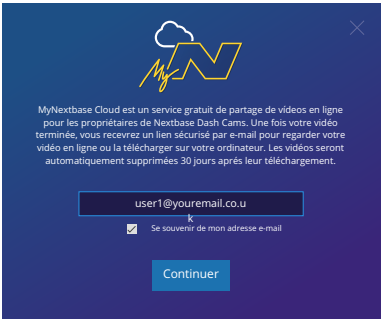 My N
MyNextbase Cloud est un service gratuit de partage de vídeos en ligne
pour les propriétaires de Nextbase Dash Cams. Une fois votre vidéo
terminée, vous recevrez un lien sécurisé par e-mail pour regarder votre
vidéo en ligne ou la télécharger sur votre ordinateur. Les vidéos seront
automatiquement supprimées 30 jours aprés leur téléchargement.
user1@youremail.co.u
k
Se souvenir de mon adresse e-mail
Continuer